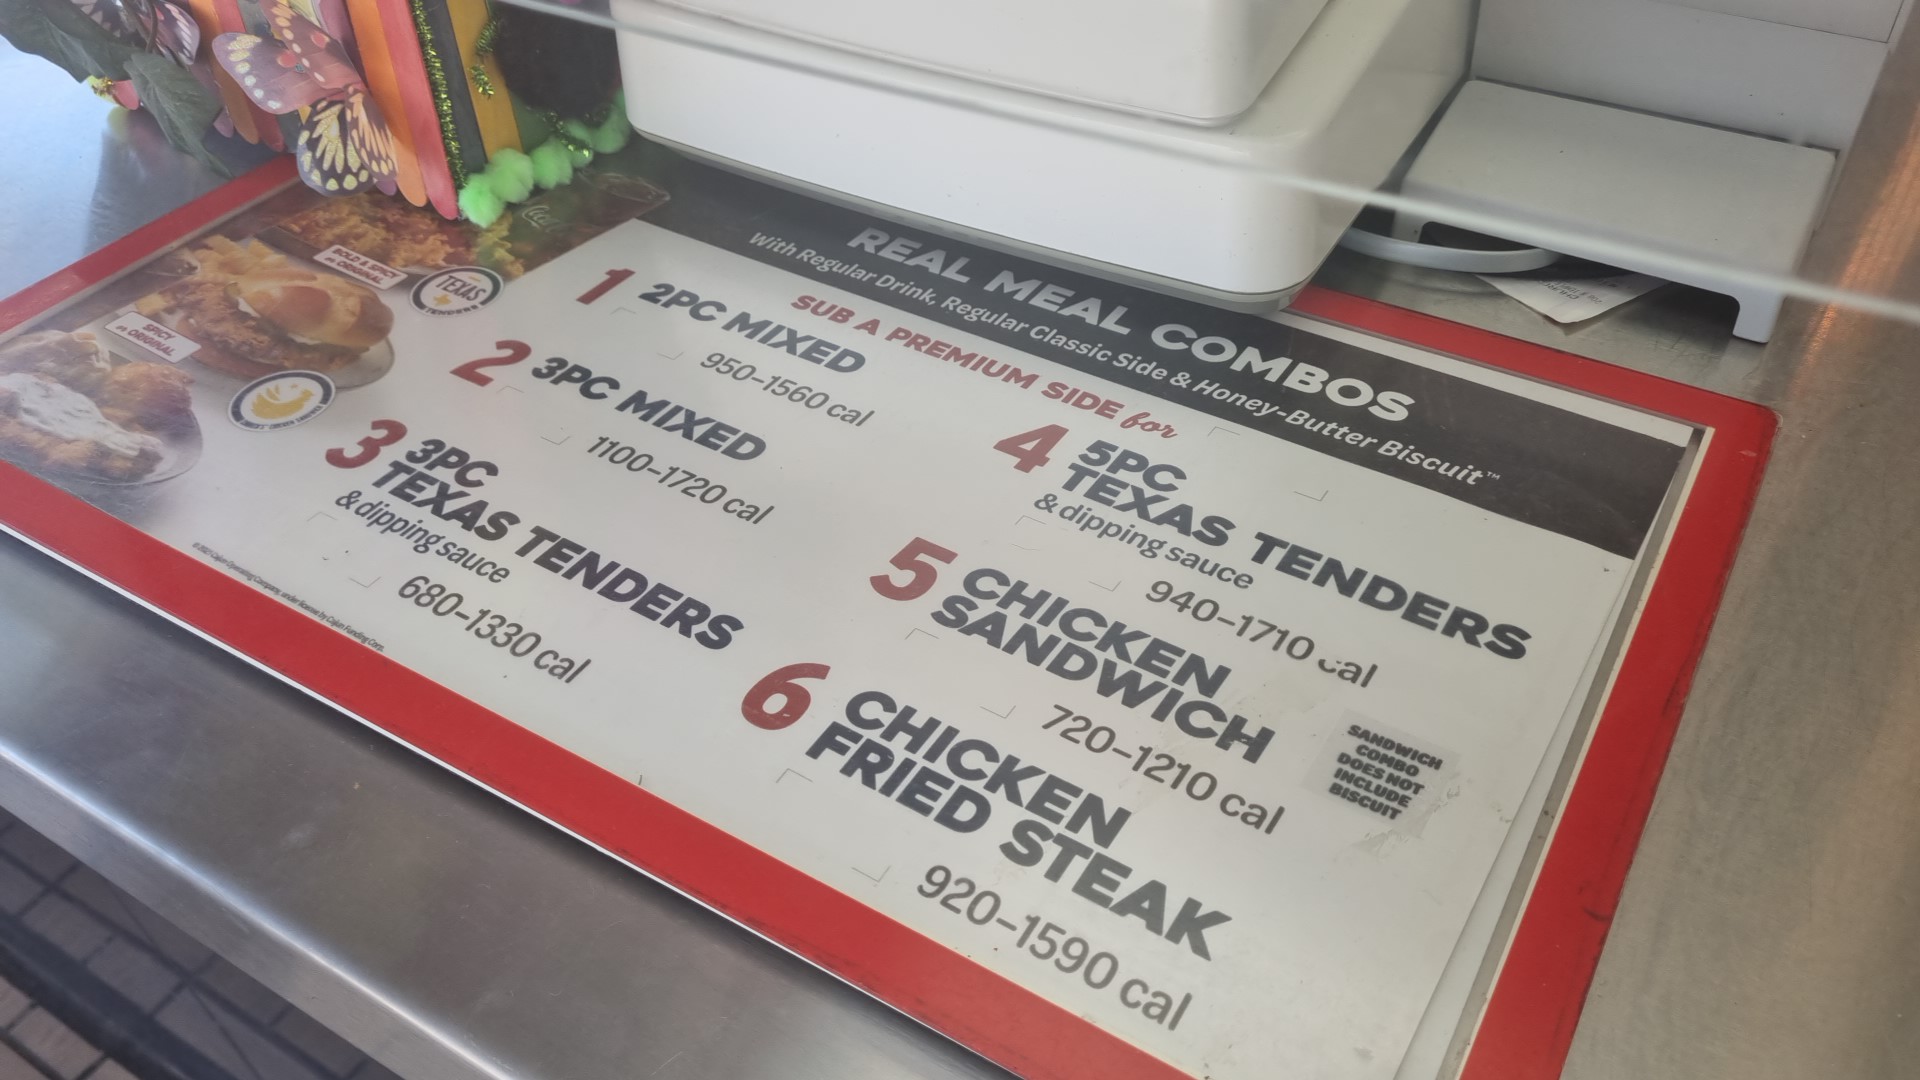 REAL MEAL COMBOS
With Regular Drink, Regular Classic Side & Honey-Butter Biscuit™
SUB A PREMIUM SIDE for
1 2PC MIXED
950-1560 cal
2 3PC MIXED
1100-1720 cal
3 3PC
TEXAS TENDERS
& dipping sauce
680-1330 cal
4 5PC
TEXAS TENDERS
& dipping sauce
940-1710 cal
5 CHICKEN
SANDWICH
720-1210 cal
SANDWICH
COMBO
DOES NOT
INCLUDE
BISCUIT
6 CHICKEN
FRIED STEAK
920-1590 cal
BOLD & SPICY
or ORIGINAL
TEXAS
TENDERS
SPICY
or ORIGINAL